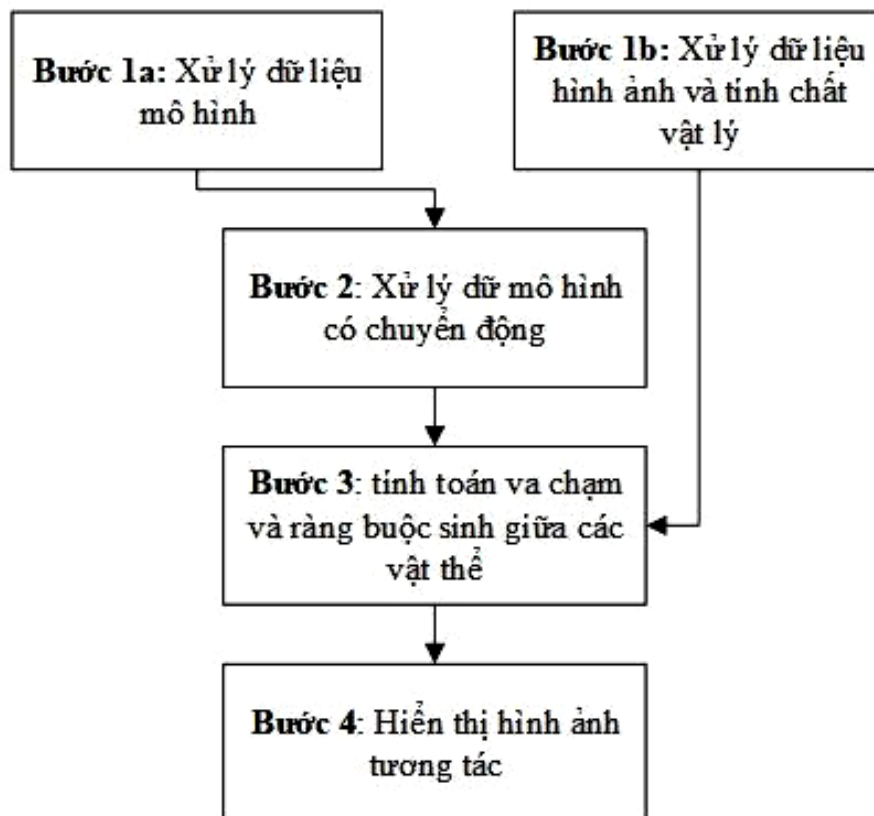 Bước 1a: Xử lý dữ liệu
mô hình
Bước 1b: Xử lý dữ liệu
hình ảnh và tính chất
vật lý
Bước 2: Xử lý dữ mô hình
có chuyển động
Bước 3: tính toán va chạm
và ràng buộc sinh giữa các
vật thể
Bước 4: Hiển thị hình ảnh
tương tác